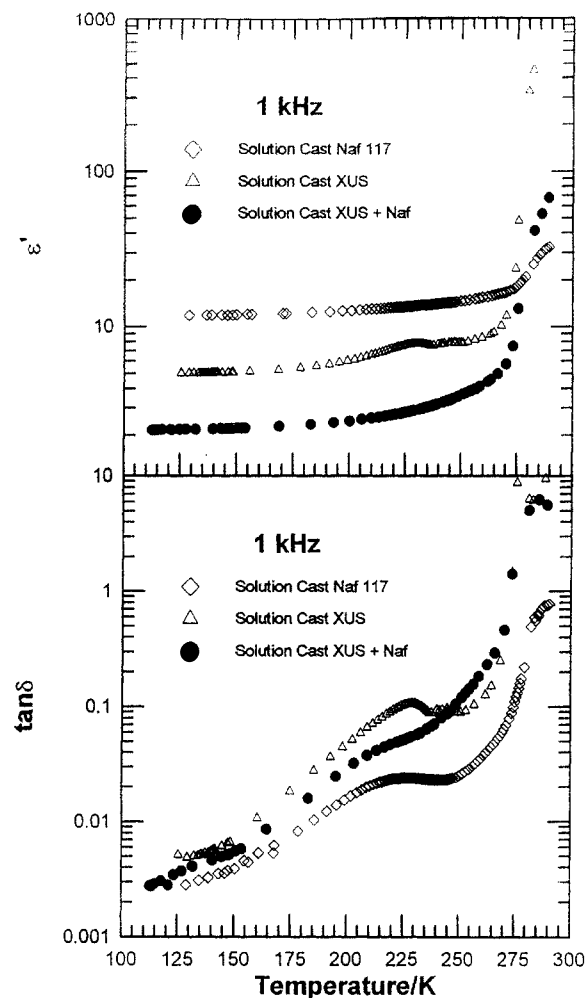 1000
1 kHz
Solution Cast Naf 117
Solution Cast XUS
Solution Cast XUS + Naf
100
ε'
10
10
1 kHz
Solution Cast Naf 117
Solution Cast XUS
Solution Cast XUS + Naf
1
tanδ
0.1
0.01
0.001
100 125 150 175 200 225 250 275 300
Temperature/K